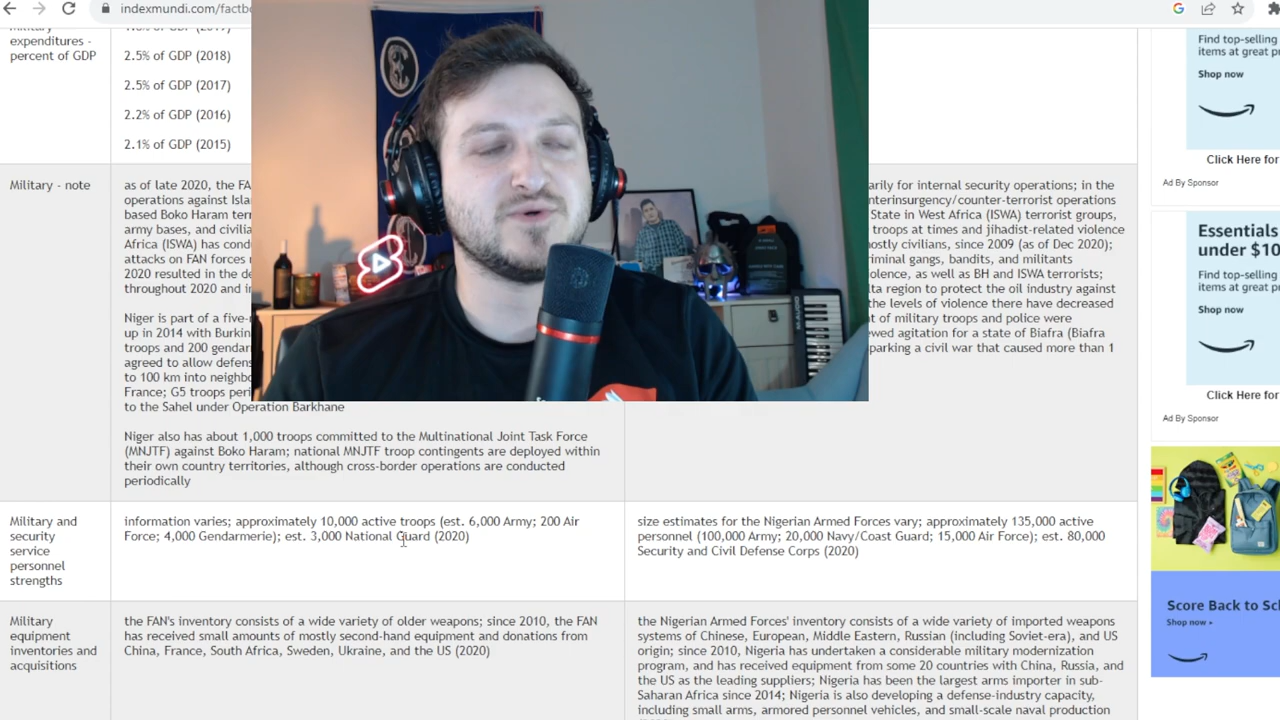 indexmundi.com/factb
Military
expenditures -
percent of GDP
2.5% of GDP (2018)
2.5% of GDP (2017)
2.2% of GDP (2016)
2.1% of GDP (2015)
Military - note
as of late 2020, the FA
operations against Isla
based Boko Haram terr
army bases, and civilia
Africa (ISWA) has cond
attacks on FAN forces
2020 resulted in the de
throughout 2020 and i
Niger is part of a five-
up in 2014 with Burkin
troops and 200 gendar
agreed to allow defens
to 100 km into neighbo
France; G5 troops peri
to the Sahel under Operation Barkhane
Niger also has about 1,000 troops committed to the Multinational Joint Task Force
(MNJTF) against Boko Haram; national MNJTF troop contingents are deployed within
their own country territories, although cross-border operations are conducted
periodically
arily for internal security operations; in the
nterinsurgency/counter-terrorist operations
State in West Africa (ISWA) terrorist groups,
troops at times and jihadist-related violence
ostly civilians, since 2009 (as of Dec 2020);
riminal gangs, bandits, and militants
olence, as well as BH and ISWA terrorists;
lta region to protect the oil industry against
the levels of violence there have decreased
t of military troops and police were
ewed agitation for a state of Biafra (Biafra
parking a civil war that caused more than 1
Military and
security
service
personnel
strengths
information varies; approximately 10,000 active troops (est. 6,000 Army; 200 Air
Force; 4,000 Gendarmerie); est. 3,000 National Guard (2020)
size estimates for the Nigerian Armed Forces vary; approximately 135,000 active
personnel (100,000 Army; 20,000 Navy/Coast Guard; 15,000 Air Force); est. 80,000
Security and Civil Defense Corps (2020)
Military
equipment
inventories and
acquisitions
the FAN's inventory consists of a wide variety of older weapons; since 2010, the FAN
has received small amounts of mostly second-hand equipment and donations from
China, France, South Africa, Sweden, Ukraine, and the US (2020)
the Nigerian Armed Forces' inventory consists of a wide variety of imported weapons
systems of Chinese, European, Middle Eastern, Russian (including Soviet-era), and US
origin; since 2010, Nigeria has undertaken a considerable military modernization
program, and has received equipment from some 20 countries with China, Russia, and
the US as the leading suppliers; Nigeria has been the largest arms importer in sub-
Saharan Africa since 2014; Nigeria is also developing a defense-industry capacity,
including small arms, armored personnel vehicles, and small-scale naval production
Find top-selling
items at great p
Shop now
Click Here for
Ad By Sponsor
Essentials
under $10
Find top-selling
items at great p
Shop now
Click Here for
Ad By Sponsor
Score Back to Sc
Shop now